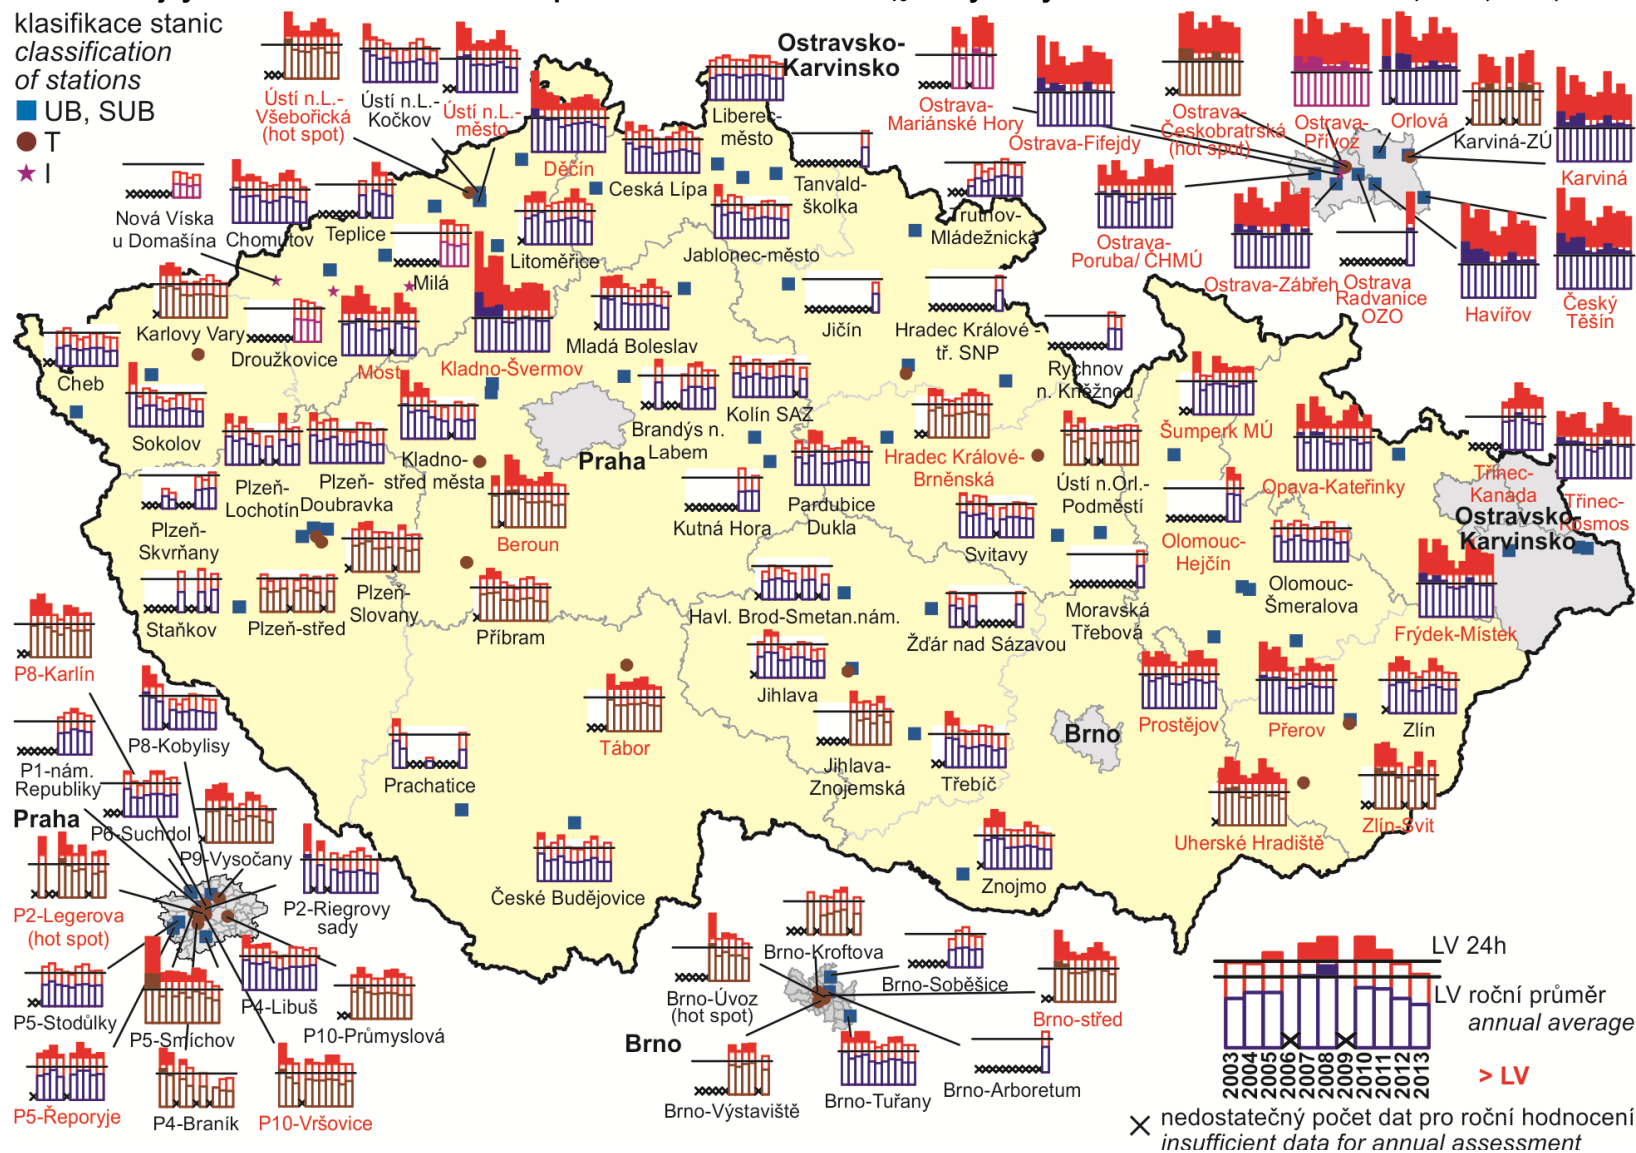 klasifikace stanic
classification
of stations
UB, SUB
T
I
Ústí n.L.-
Všebořická
(hot spot)
Ústí n.L.-
Kočkov
Ústí n.L.-
město
Děčín
Česká Lípa
Liberec-
město
Ostravsko-
Karvinsko
Tanvald-
školka
Ostrava-
Mariánské Hory
Ostrava-Fifejdy
Ostrava-
Českobratrská
(hot spot)
Ostrava-
Přívoz
Orlová
Karviná-ZÚ
Karviná
Nová Víska
u Domašína
Chomutov
Teplice
Litoměřice
Jablonec-město
Trutnov-
Mládežnická
Ostrava-
Poruba/ ČHMÚ
Ostrava-Zábřeh
Ostrava
Radvanice
OZO
Havířov
Český
Těšín
Karlovy Vary
Milá
Droužkovice
Most
Kladno-Švermov
Mladá Boleslav
Jičín
Hradec Králové -
tř. SNP
Rychnov
n. Kněžnou
Cheb
Sokolov
Plzeň-
Lochotín
Plzeň-
Doubravka
Kladno-
střed města
Praha
Brandýs n.
Labem
Kolín SAZ
Hradec Králové-
Brněnská
Šumperk MÚ
Opava-Kateřinky
Třinec-
Kanada
Třinec-
Kosmos
Ostravsko-
Karvinsko
Plzeň-
Skvrňany
Beroun
Kutná Hora
Pardubice
Dukla
Ústí n.Orl.-
Podměstí
Svitavy
Olomouc-
Hejčín
Olomouc-
Šmeralova
Frýdek-Místek
Staňkov
Plzeň-střed
Plzeň-
Slovany
Příbram
Havl. Brod-Smetan.nám.
Žďár nad Sázavou
Moravská
Třebová
P8-Karlín
P8-Kobylisy
P1-nám.
Republiky
Prachatice
Tábor
Jihlava
Jihlava-
Znojemská
Třebíč
Brno
Prostějov
Přerov
Zlín
Praha
P6-Suchdol
P9-Vysočany
Uherské Hradiště
Zlín-Svit
P2-Legerova
(hot spot)
P2-Riegrovy
sady
České Budějovice
Znojmo
P5-Stodůlky
P5-Smíchov
P4-Libuš
P10-Průmyslová
Brno-Kroftova
Brno-Úvoz
(hot spot)
Brno-Soběšice
Brno-střed
P5-Řeporyje
P4-Braník
P10-Vršovice
Brno
Brno-Výstaviště
Brno-Tuřany
Brno-Arboretum
LV 24h
LV roční průměr
annual average
2003 2004 2005 2006 2007 2008 2009 2010 2011 2012 2013
> LV
nedostatečný počet dat pro roční hodnocení
insufficient data for annual assessment